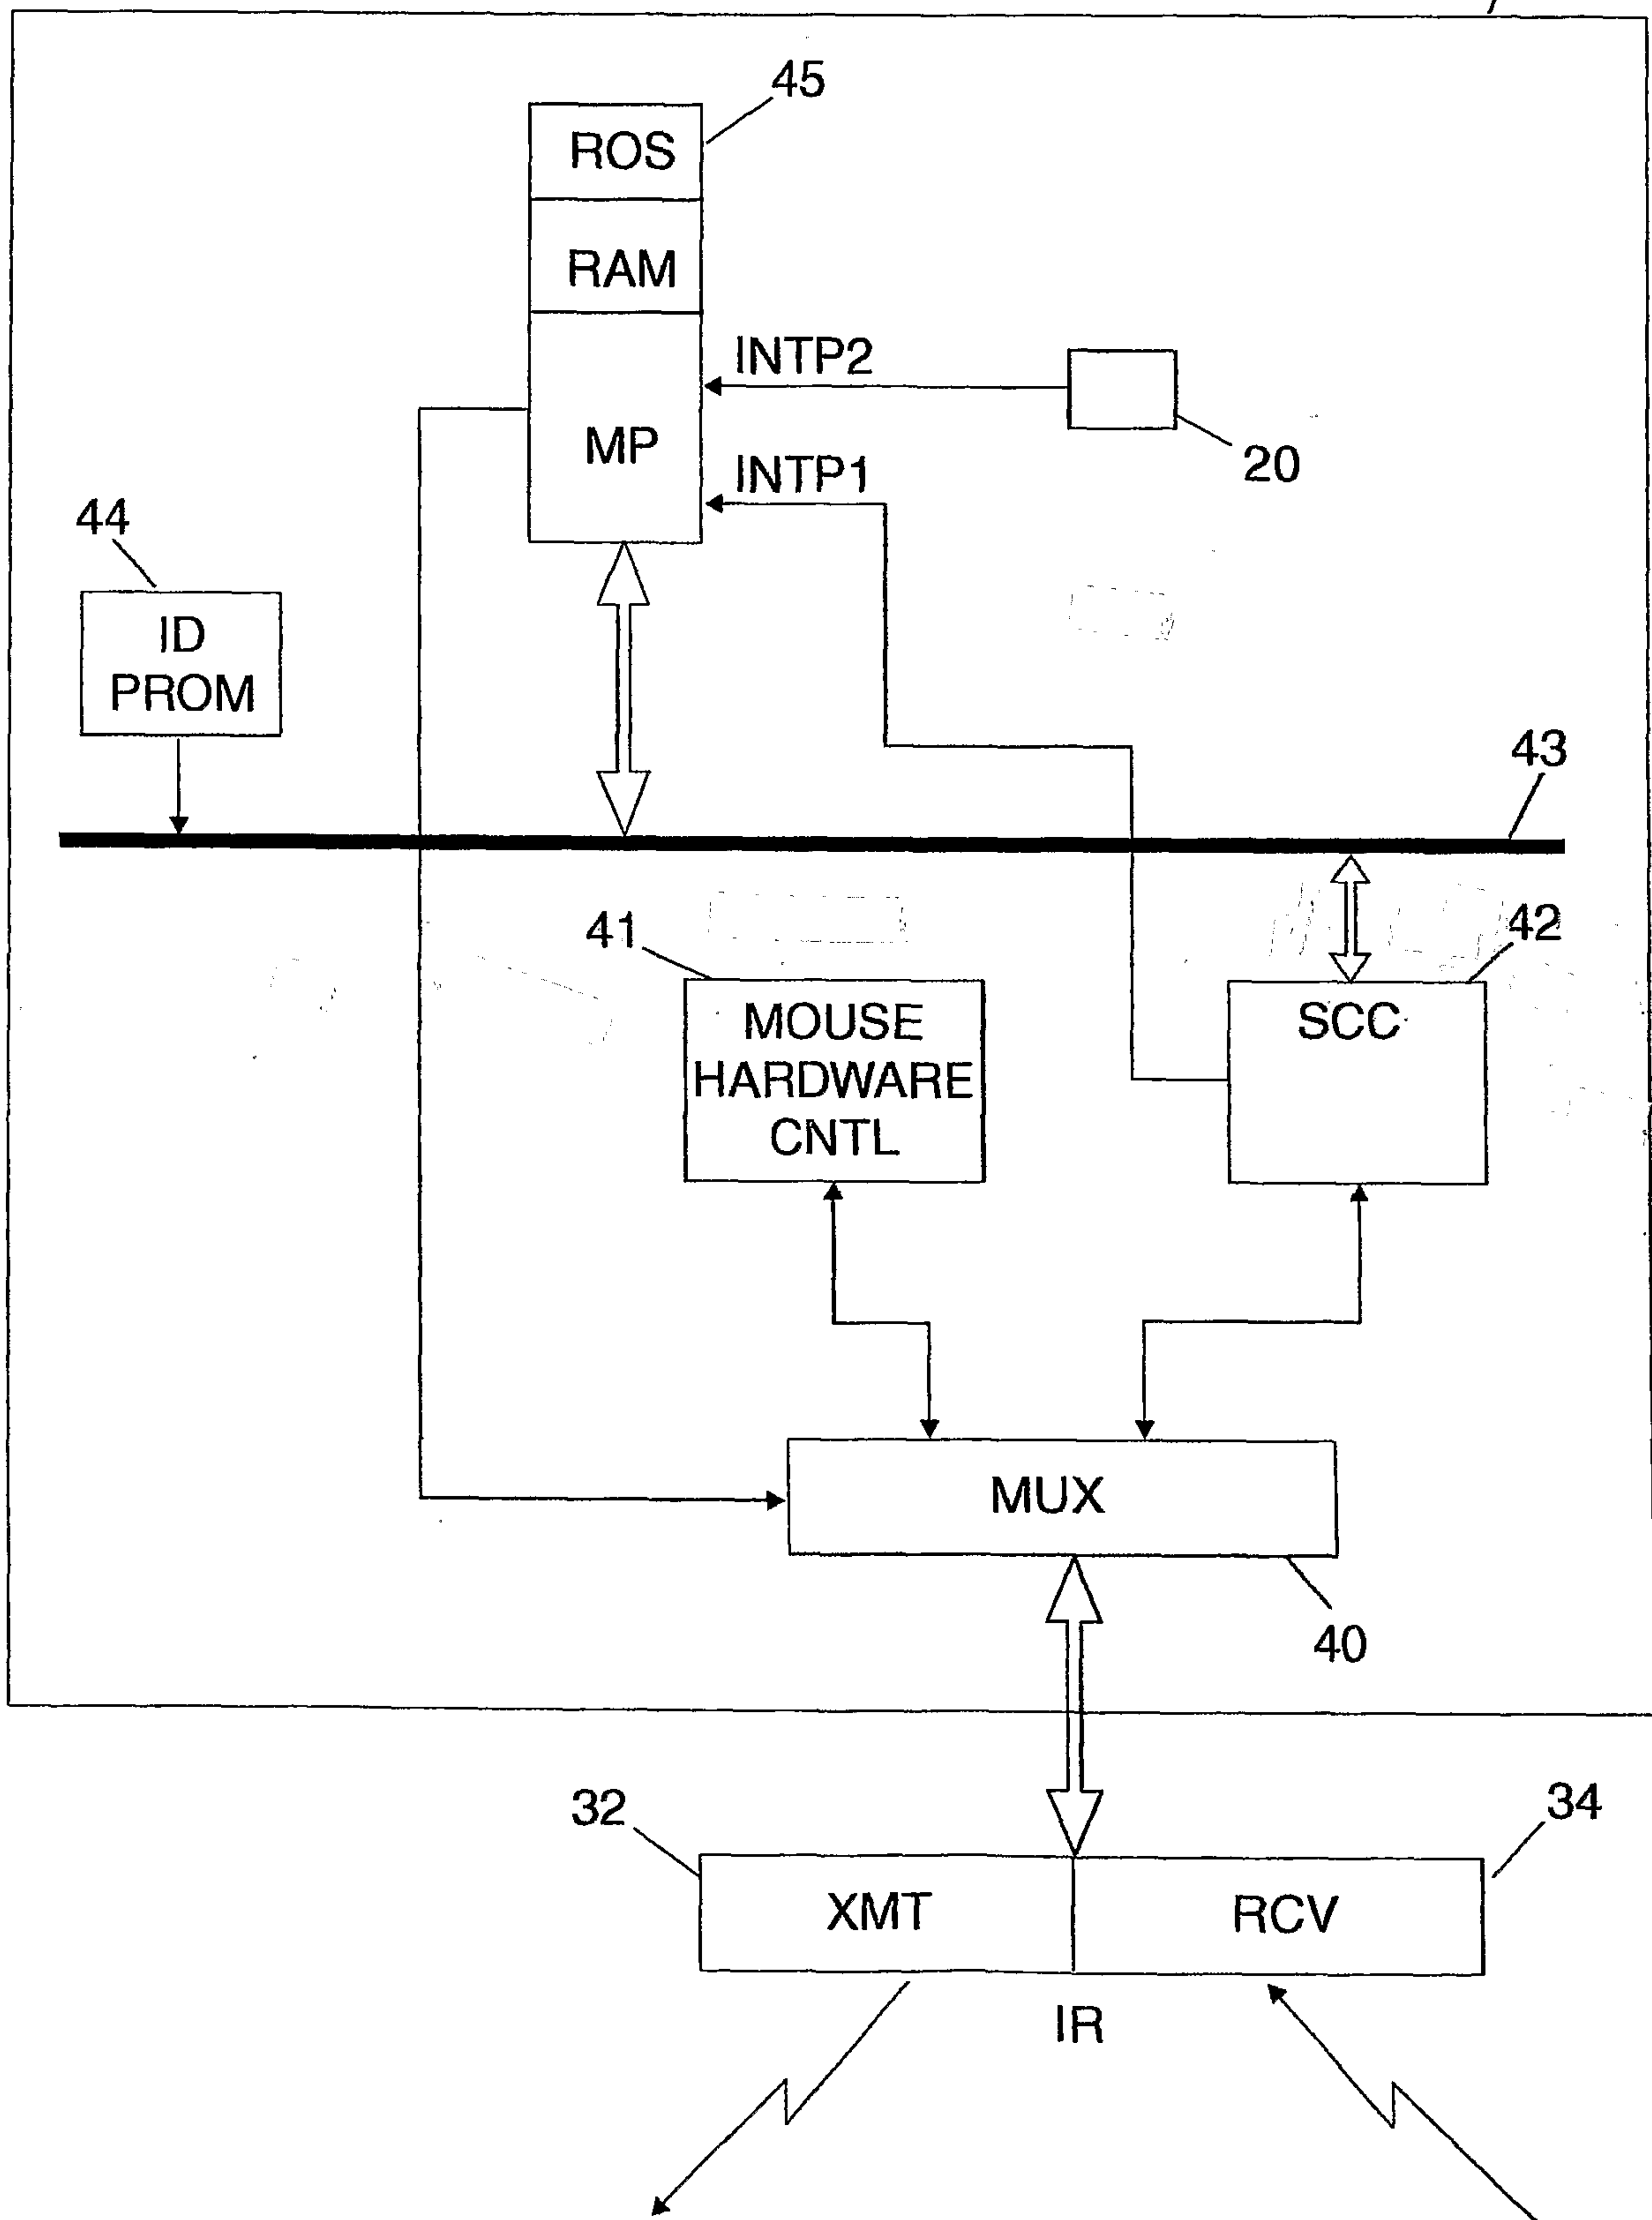 45
ROS
RAM
INTP2
MP
20
INTP1
44
ID
PROM
43
41
42
MOUSE
HARDWARE
CNTL
SCC
MUX
40
32
34
XMT
RCV
IR